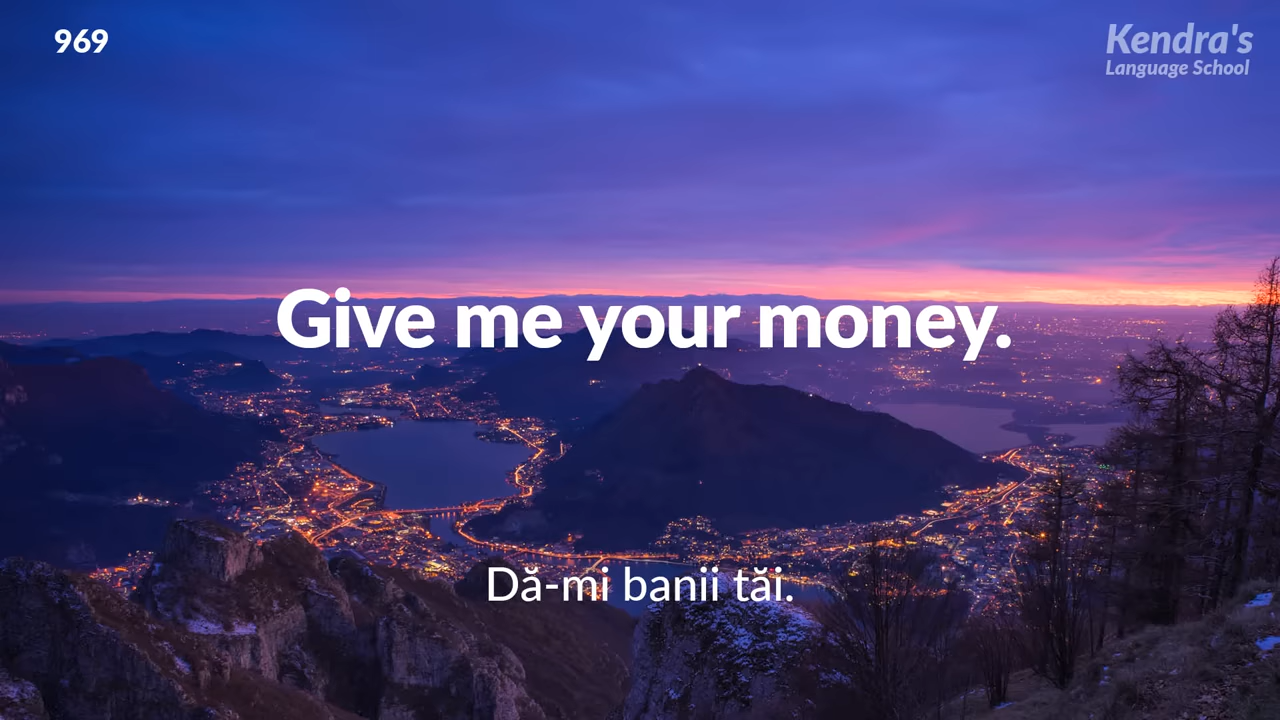 969
Kendra's
Language School
Give me your money.
Dă-mi banii tăi.